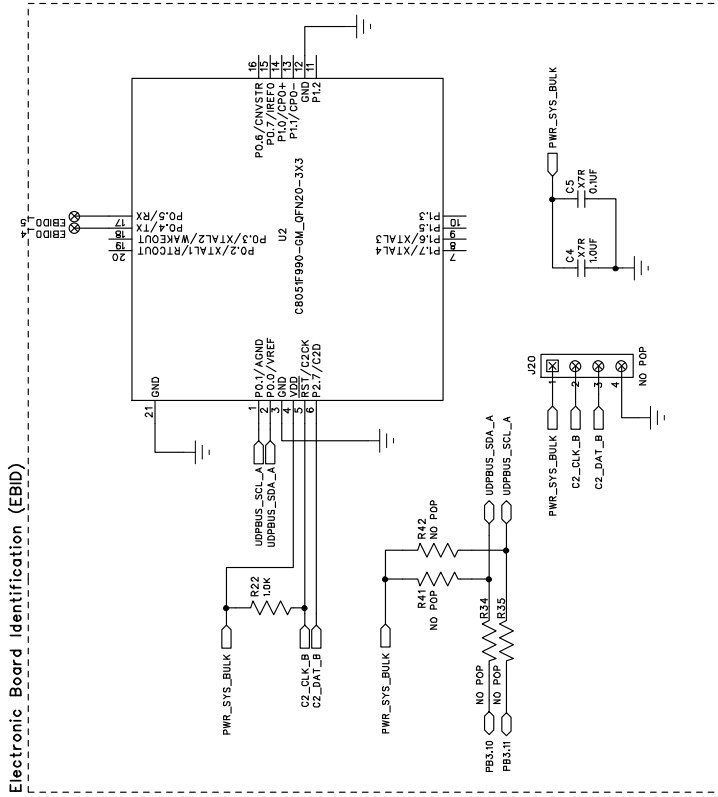 Electronic Board Identification (EBID)
EBID0_5
EBID0_4
16
15
14
13
12
11
P0.6/CNVSTR
P0.7/IREF0
P1.0/CP0+
P1.1/CP0-
GND
P1.2
17
18
19
20
P0.5/RX
P0.4/TX
P0.3/XTAL2/WAKEOUT
P0.2/XTAL1/RTCOUT
U2
C8051F990-GM_QFN20-3X3
P1.3
P1.5
P1.6/XTAL3
P1.7/XTAL4
10
9
8
7
21
GND
1
2
3
4
5
6
P0.1/AGND
P0.0/VREF
GND
VDD
RST/C2CK
P2.7/C2D
UDPBUS_SCL_A
UDPBUS_SDA_A
PWR_SYS_BULK
R22
1.0K
C2_CLK_B
C2_DAT_B
PWR_SYS_BULK
R41
NO POP
R42
NO POP
UDPBUS_SDA_A
UDPBUS_SCL_A
R34
NO POP
R35
NO POP
PB3.10
PB3.11
PWR_SYS_BULK
C4
X7R
1.0UF
C5
X7R
0.1UF
J20
1
2
3
4
NO POP
PWR_SYS_BULK
C2_CLK_B
C2_DAT_B